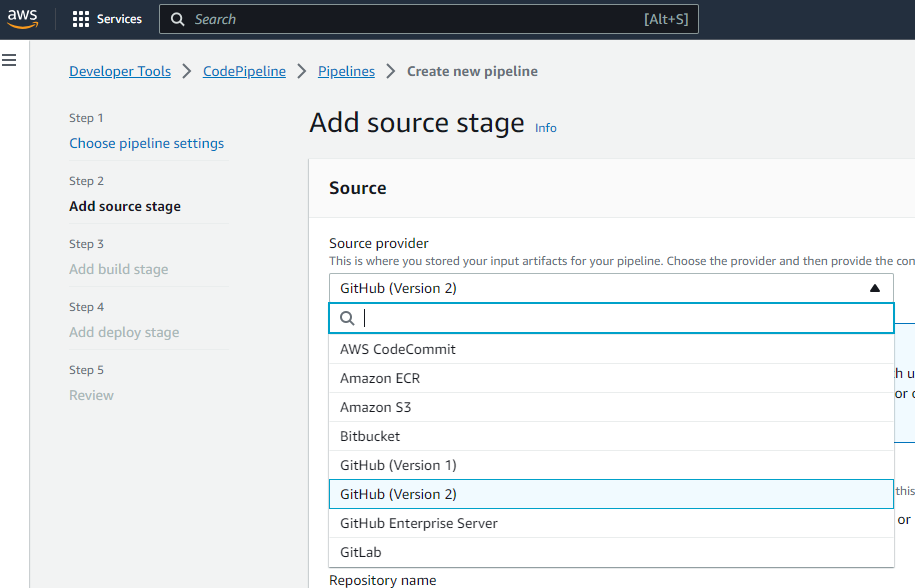 aws
Services
Search
[Alt+S]
Developer Tools
CodePipeline
Pipelines
Create new pipeline
Step 1
Choose pipeline settings
Step 2
Add source stage
Step 3
Add build stage
Step 4
Add deploy stage
Step 5
Review
Add source stage Info
Source
Source provider
This is where you stored your input artifacts for your pipeline. Choose the provider and then provide the con
GitHub (Version 2)
AWS CodeCommit
Amazon ECR
Amazon S3
Bitbucket
GitHub (Version 1)
GitHub (Version 2)
GitHub Enterprise Server
GitLab
this
or
Repository name